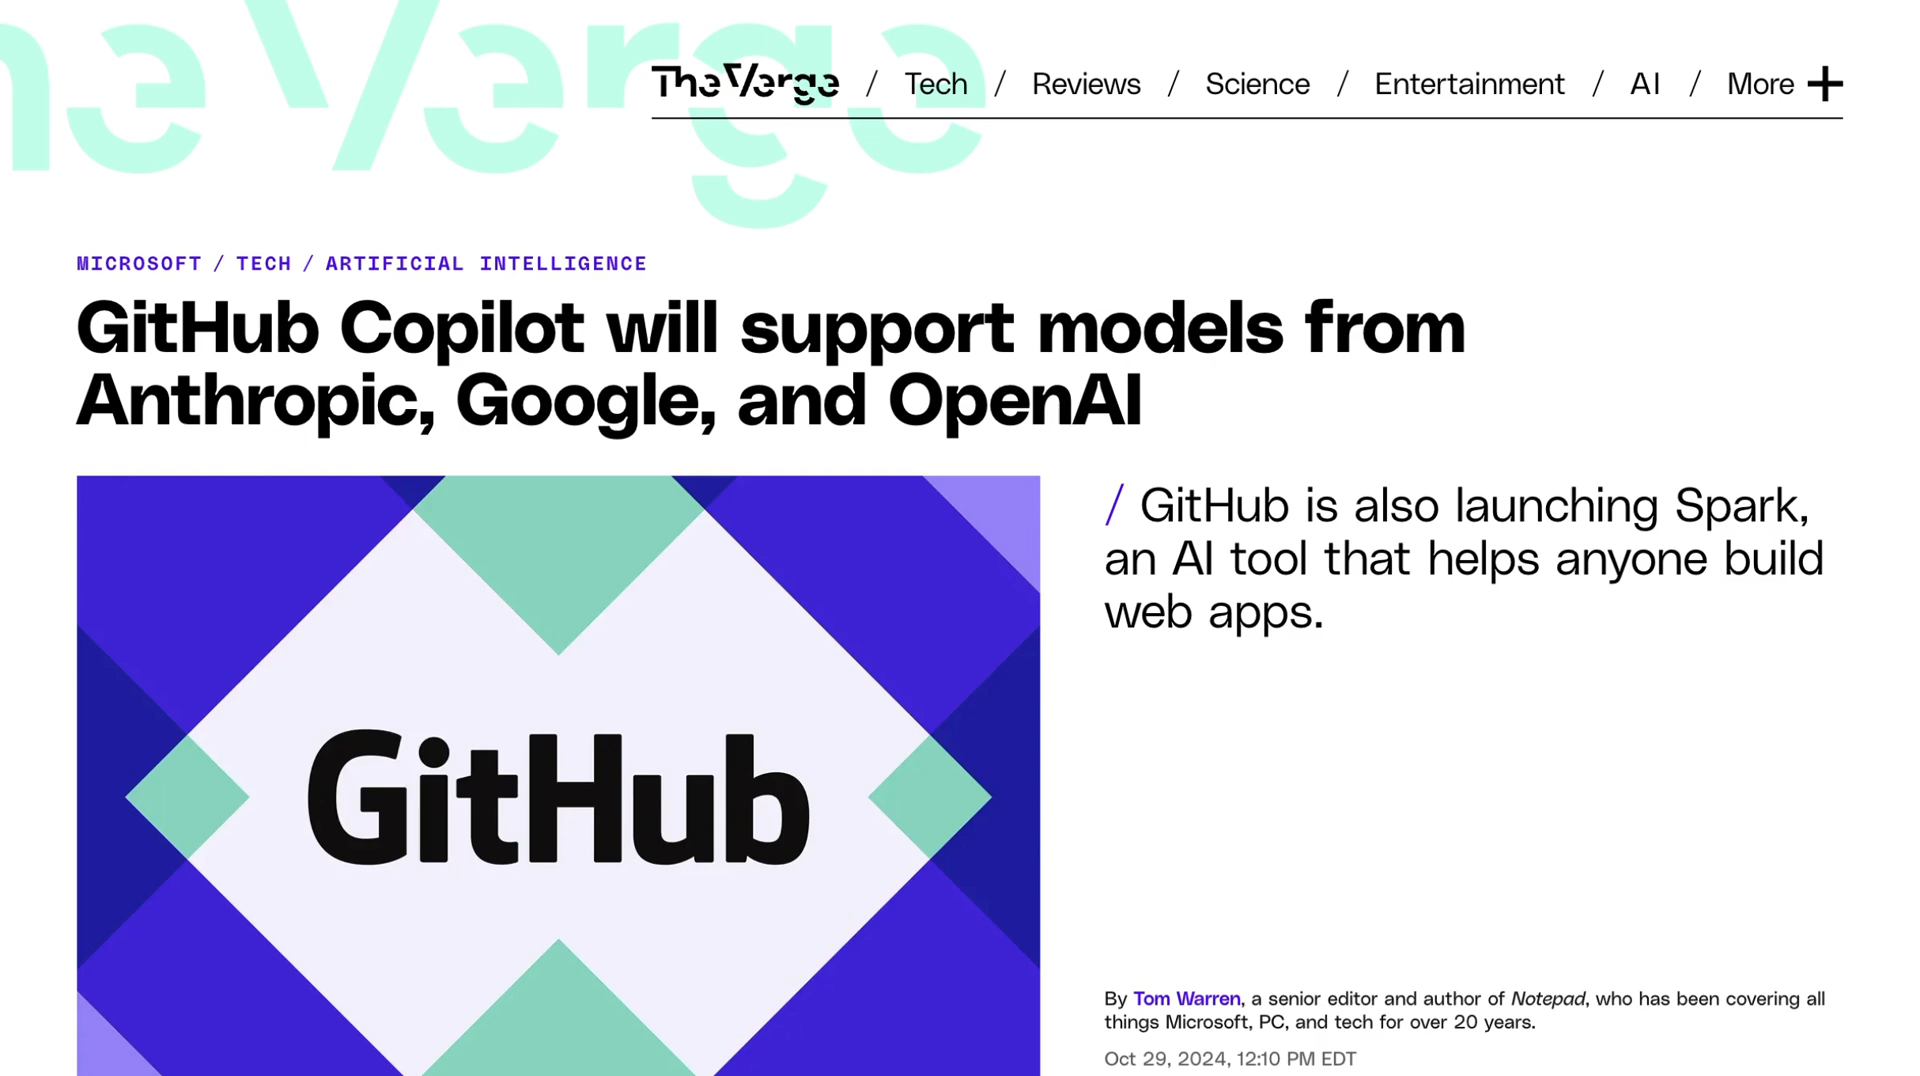 The Verge
The Verge / Tech / Reviews / Science / Entertainment / AI / More +
MICROSOFT / TECH / ARTIFICIAL INTELLIGENCE
GitHub Copilot will support models from
Anthropic, Google, and OpenAI
/ GitHub is also launching Spark,
an AI tool that helps anyone build
web apps.
GitHub
By Tom Warren, a senior editor and author of Notepad, who has been covering all
things Microsoft, PC, and tech for over 20 years.
Oct 29, 2024, 12:10 PM EDT